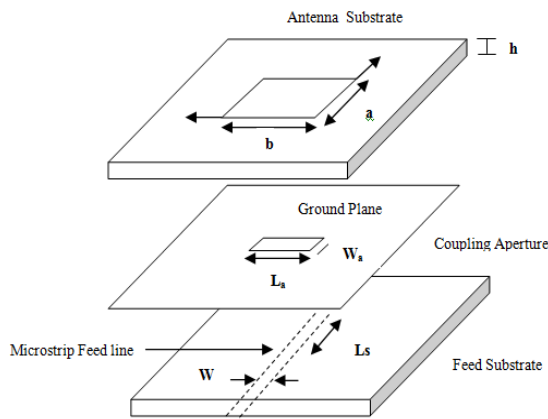 Antenna Substrate
h
a
b
Ground Plane
Wa
Coupling Aperture
La
Microstrip Feed line
Ls
W
Feed Substrate